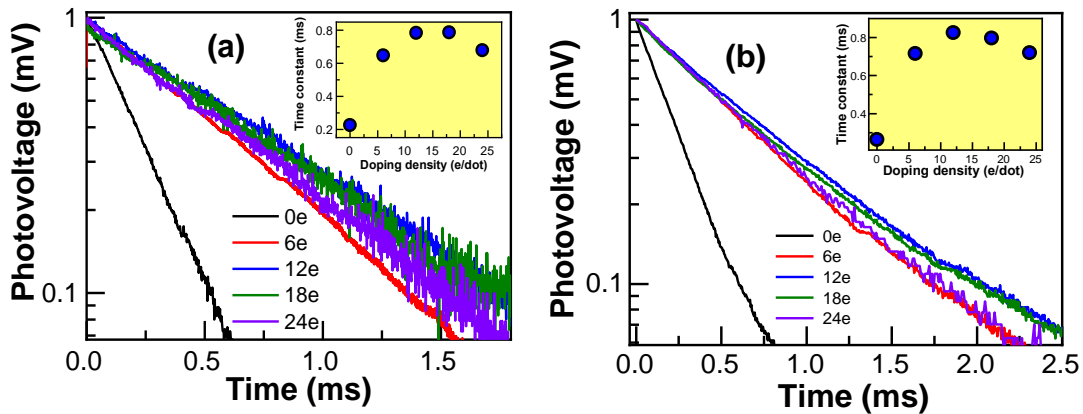 (a)
Photovoltage (mV)
1
0.1
0.0
0.5
1.0
1.5
Time (ms)
0e
6e
12e
18e
24e
Time constant (ms)
0.8
0.6
0.4
0.2
0
5
10
15
20
25
Doping density (e/dot)
(b)
Photovoltage (mV)
1
0.1
0.0
0.5
1.0
1.5
2.0
2.5
Time (ms)
0e
6e
12e
18e
24e
Time constant (ms)
0.8
0.6
0.4
0
5
10
15
20
25
Doping density (e/dot)